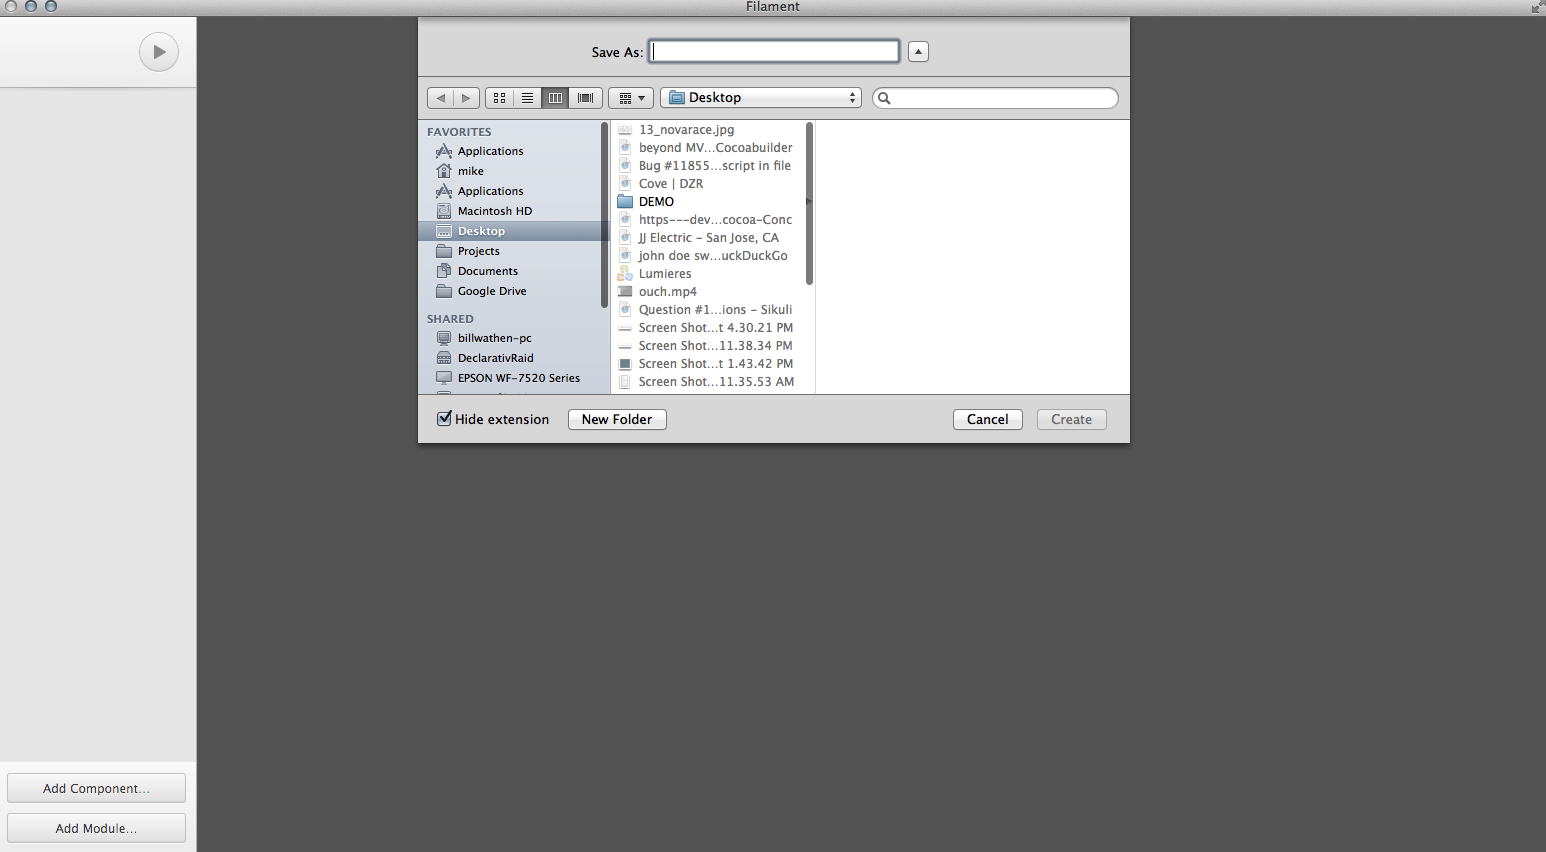 Filament
Save As:
Desktop
FAVORITES
Applications
mike
Applications
Macintosh HD
Desktop
Projects
Documents
Google Drive
SHARED
billwathen-pc
DeclarativRaid
EPSON WF-7520 Series
13_novarace.jpg
beyond MV...Cocoabuilder
Bug #11855...script in file
Cove | DZR
DEMO
https---dev...cocoa-Conc
JJ Electric - San Jose, CA
john doe sw...uckDuckGo
Lumieres
ouch.mp4
Question #1...ions - Sikuli
Screen Shot...t 4.30.21 PM
Screen Shot...11.38.34 PM
Screen Shot...t 1.43.42 PM
Screen Shot...11.35.53 AM
Hide extension
New Folder
Cancel
Create
Add Component...
Add Module...